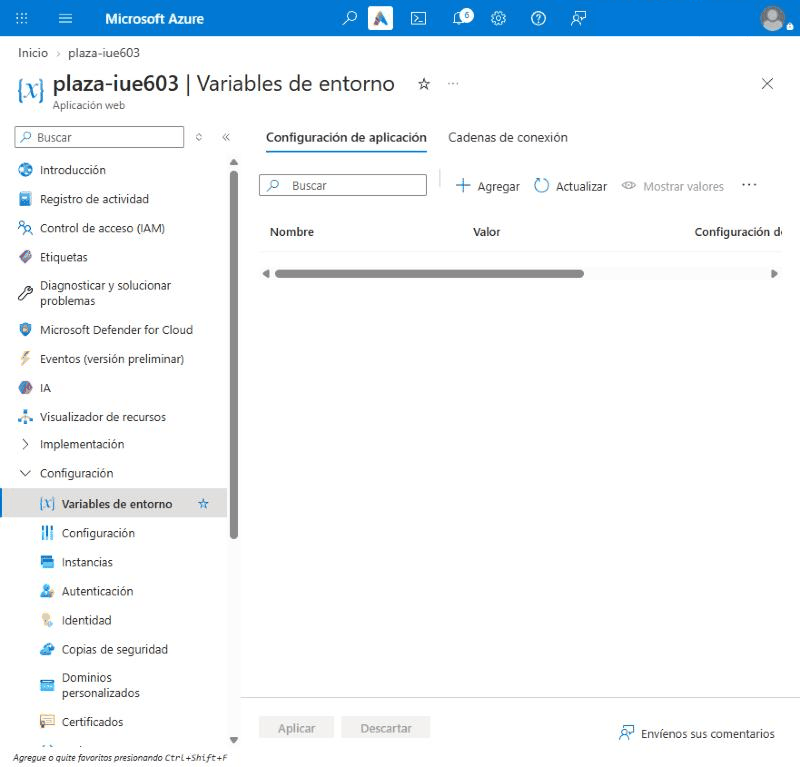 Microsoft Azure
6
Inicio > plaza-iue603
plaza-iue603 | Variables de entorno
Aplicación web
Buscar
Introducción
Registro de actividad
Control de acceso (IAM)
Etiquetas
Diagnosticar y solucionar
problemas
Microsoft Defender for Cloud
Eventos (versión preliminar)
IA
Visualizador de recursos
Implementación
Configuración
Variables de entorno
Configuración
Instancias
Autenticación
Identidad
Copias de seguridad
Dominios
personalizados
Certificados
Agregue o quite favoritos presionando Ctrl+Shift+F
Configuración de aplicación Cadenas de conexión
Buscar Agregar Actualizar Mostrar valores ...
Nombre Valor Configuración d
Aplicar Descartar Envíenos sus comentarios